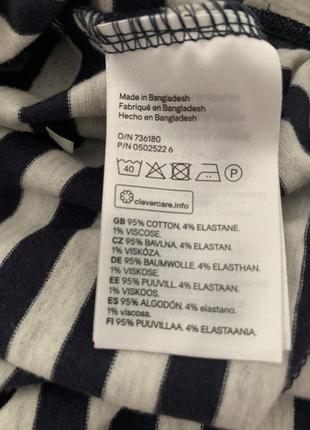 Made in Bangladesh
Fabriqué en Bangladesh
Hecho en Bangladesh
O/N 736180
P/N 0502522 6
40 P
clevercare.info
GB 95% COTTON. 4% ELASTANE.
1% VISCOSE.
CZ 95% BAVLNA. 4% ELASTAN.
1% VISKÓZA.
DE 95% BAUMWOLLE. 4% ELASTHAN.
1% VISKOSE.
EE 95% PUUVILL. 4% ELASTAAN.
1% VISKOOS.
ES 95% ALGODÓN. 4% elastano.
1% viscosa.
FI 95% PUUVILLAA. 4% ELASTAANIA.